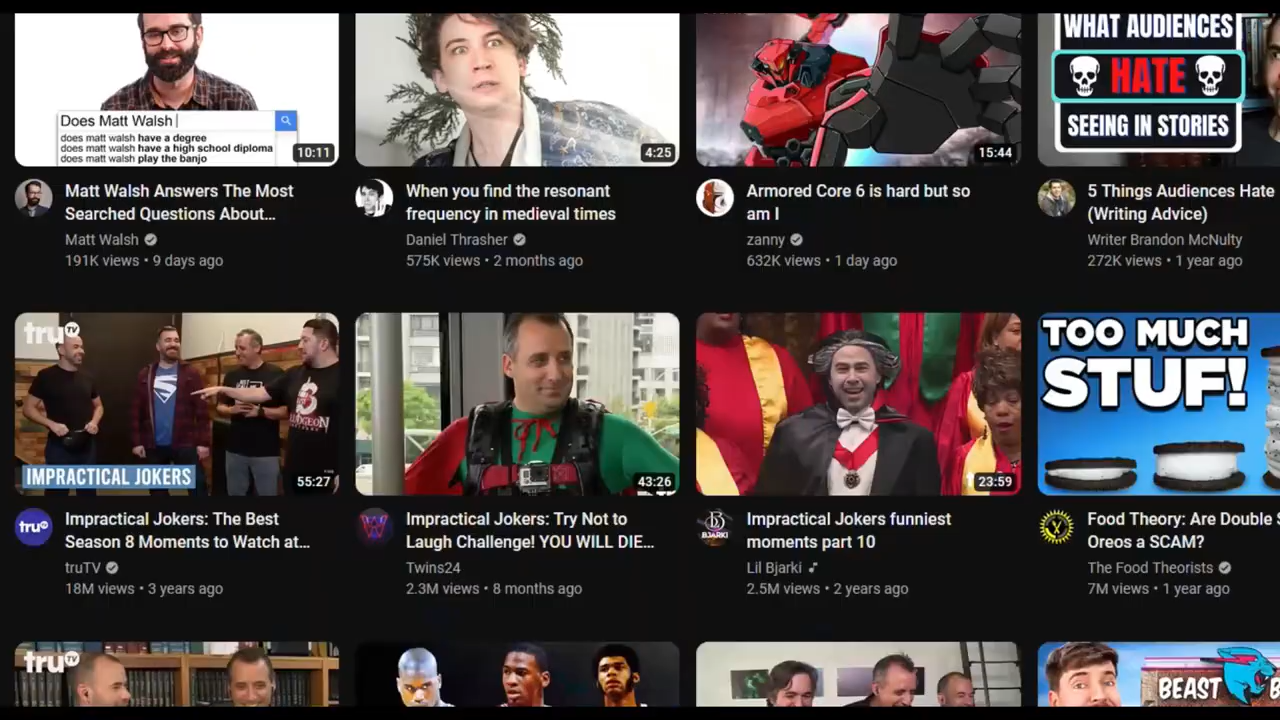 Does Matt Walsh
does matt walsh have a degree
does matt walsh have a high school diploma
does matt walsh play the banjo
10:11
4:25
15:44
WHAT AUDIENCES
HATE
SEEING IN STORIES
Matt Walsh Answers The Most
Searched Questions About...
Matt Walsh
191K views • 9 days ago
When you find the resonant
frequency in medieval times
Daniel Thrasher
575K views • 2 months ago
Armored Core 6 is hard but so
am I
zanny
632K views • 1 day ago
5 Things Audiences Hate
(Writing Advice)
Writer Brandon McNulty
272K views • 1 year ago
truTV
IMPRACTICAL JOKERS
55:27
43:26
23:59
TOO MUCH
STUF!
truTV
Impractical Jokers: The Best
Season 8 Moments to Watch at...
truTV
18M views • 3 years ago
Impractical Jokers: Try Not to
Laugh Challenge! YOU WILL DIE...
Twins24
2.3M views • 8 months ago
BJARKI
Impractical Jokers funniest
moments part 10
Lil Bjarki
2.5M views • 2 years ago
Food Theory: Are Double
Oreos a SCAM?
The Food Theorists
7M views • 1 year ago
truTV
BEAST